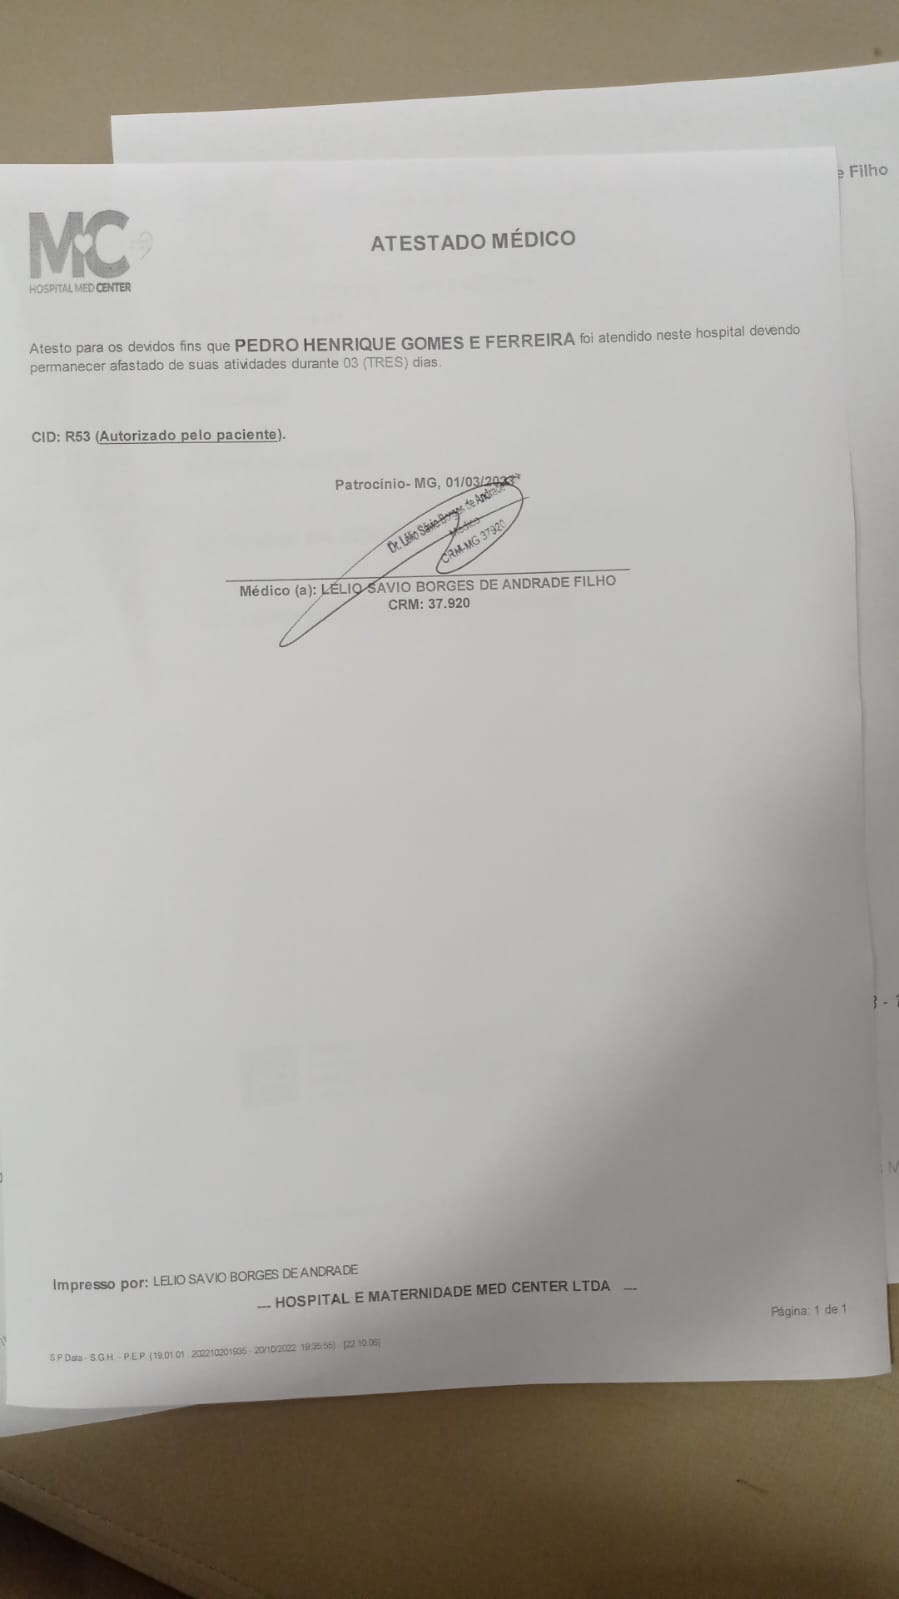 e Filho
MC
HOSPITAL MED CENTER
ATESTADO MÉDICO
Atesto para os devidos fins que PEDRO HENRIQUE GOMES E FERREIRA foi atendido neste hospital devendo
permanecer afastado de suas atividades durante 03 (TRES) dias.
CID: R53 (Autorizado pelo paciente).
Patrocínio- MG, 01/03/
Dr. Lélio Sávio Borges de Andrade
Médico
CRM-MG 37920
Médico (a): LÉLIO SAVIO BORGES DE ANDRADE FILHO
CRM: 37.920
Impresso por: LELIO SAVIO BORGES DE ANDRADE
--- HOSPITAL E MATERNIDADE MED CENTER LTDA ---
Página: 1 de 1
S.P.Data - S.G.H. - P.E.P. (19.01.01 - 202210201935 - 20/10/2022 19:35:55) - [22.10.06]